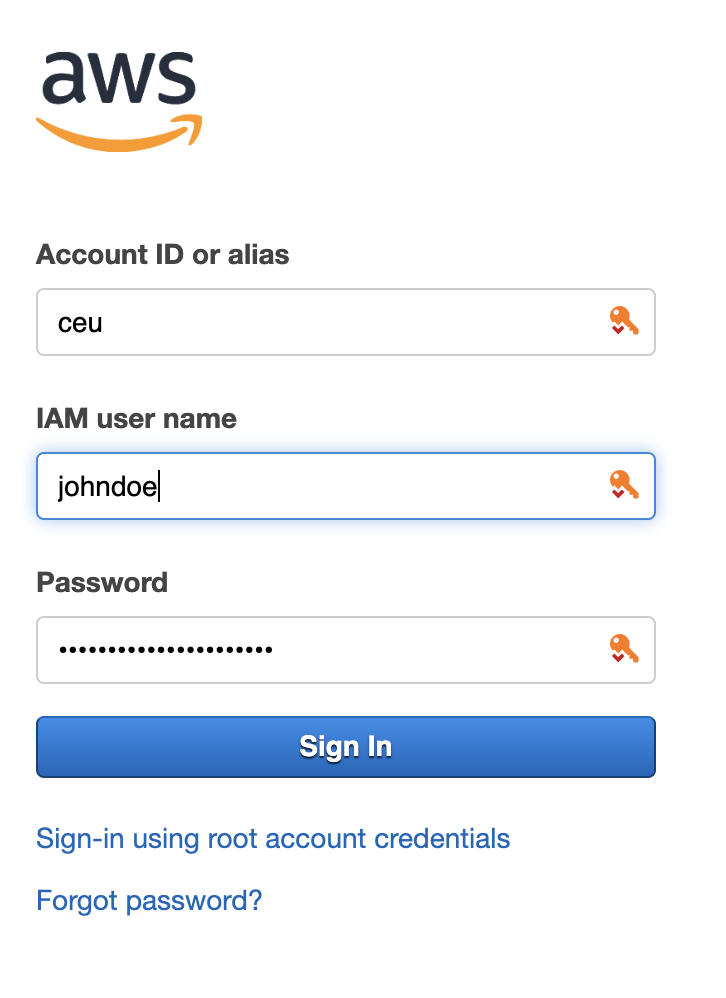 aws
Account ID or alias
ceu
IAM user name
johndoe
Password
••••••••••••••••••••••
Sign In
Sign-in using root account credentials
Forgot password?